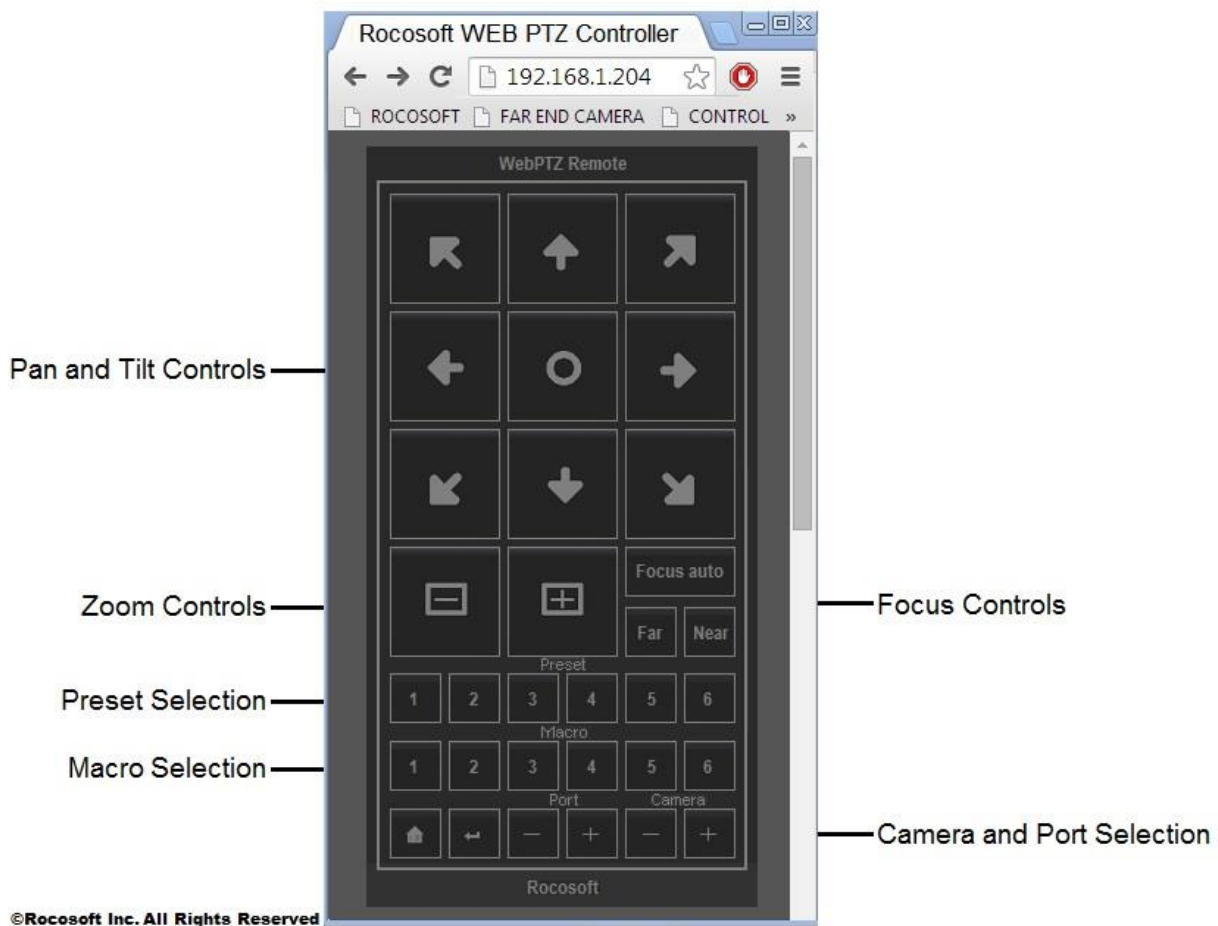 Rocosoft WEB PTZ Controller
192.168.1.204
ROCOSOFT FAR END CAMERA CONTROL »
WebPTZ Remote
Pan and Tilt Controls
Focus auto
Zoom Controls
Focus Controls
Far Near
Preset
Preset Selection
1 2 3 4 5 6
Macro
Macro Selection
1 2 3 4 5 6
Port Camera
− + − +
Camera and Port Selection
Rocosoft
©Rocosoft Inc. All Rights Reserved